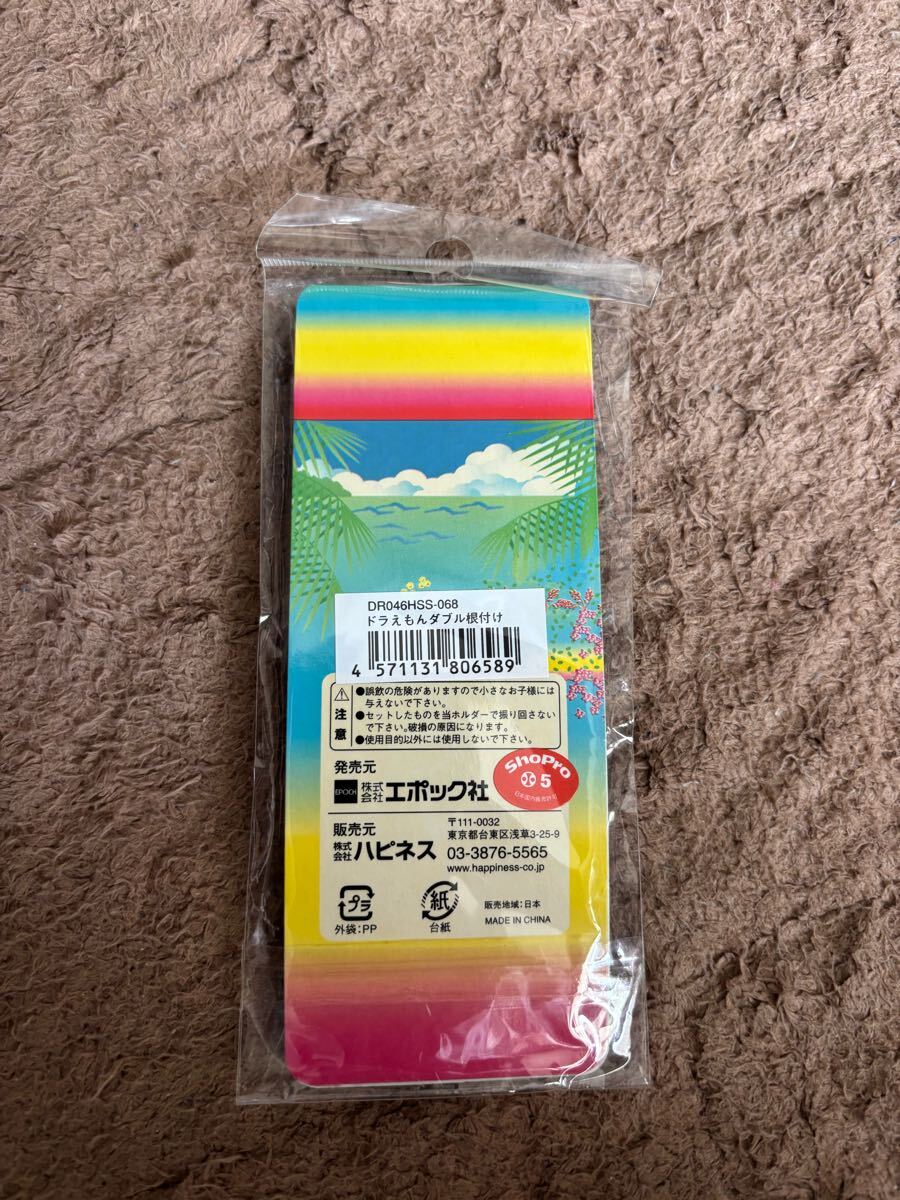 DR046HSS-068
ドラえもんダブル根付け
4 571131 806589
注意
●誤飲の危険がありますので小さなお子様には
与えないで下さい。
●セットしたものを当ホルダーで振り回さない
で下さい。破損の原因になります。
●使用目的以外には使用しないで下さい。
発売元
EPOCH 株式会社 エポック社
ShoPro
5
日本国内販売許可
販売元
株式会社 ハピネス
〒111-0032
東京都台東区浅草3-25-9
03-3876-5565
www.happiness-co.jp
プラ
外袋:PP
紙
台紙
販売地域:日本
MADE IN CHINA